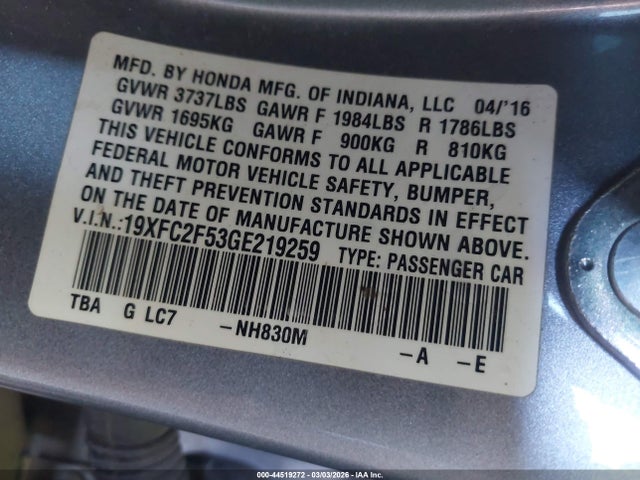 MFD. BY HONDA MFG. OF INDIANA, LLC 04/'16
GVWR 3737LBS GAWR F 1984LBS R 1786LBS
GVWR 1695KG GAWR F 900KG R 810KG
THIS VEHICLE CONFORMS TO ALL APPLICABLE
FEDERAL MOTOR VEHICLE SAFETY, BUMPER,
AND THEFT PREVENTION STANDARDS IN EFFECT
ON THE DATE OF MANUFACTURE SHOWN ABOVE.
V.I.N.:19XFC2F53GE219259 TYPE: PASSENGER CAR
TBA G LC7 -NH830M -A -E
000-44519272 - 03/03/2026 - IAA Inc.